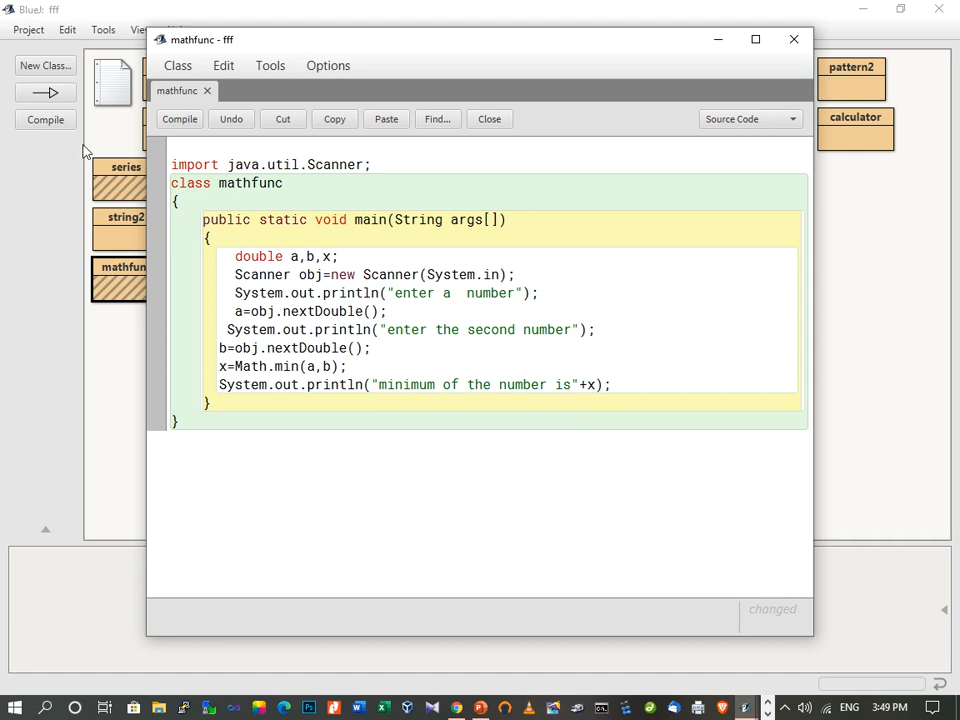 BlueJ: fff
Project Edit Tools
New Class...
Compile
series
string2
mathfun
pattern2
calculator
mathfunc - fff
Class Edit Tools Options
mathfunc
Compile Undo Cut Copy Paste Find... Close Source Code
import java.util.Scanner;
class mathfunc
{
public static void main(String args[])
{
double a,b,x;
Scanner obj=new Scanner(System.in);
System.out.println("enter a  number");
a=obj.nextDouble();
System.out.println("enter the second number");
b=obj.nextDouble();
x=Math.min(a,b);
System.out.println("minimum of the number is"+x);
}
}
changed
ENG 3:49 PM